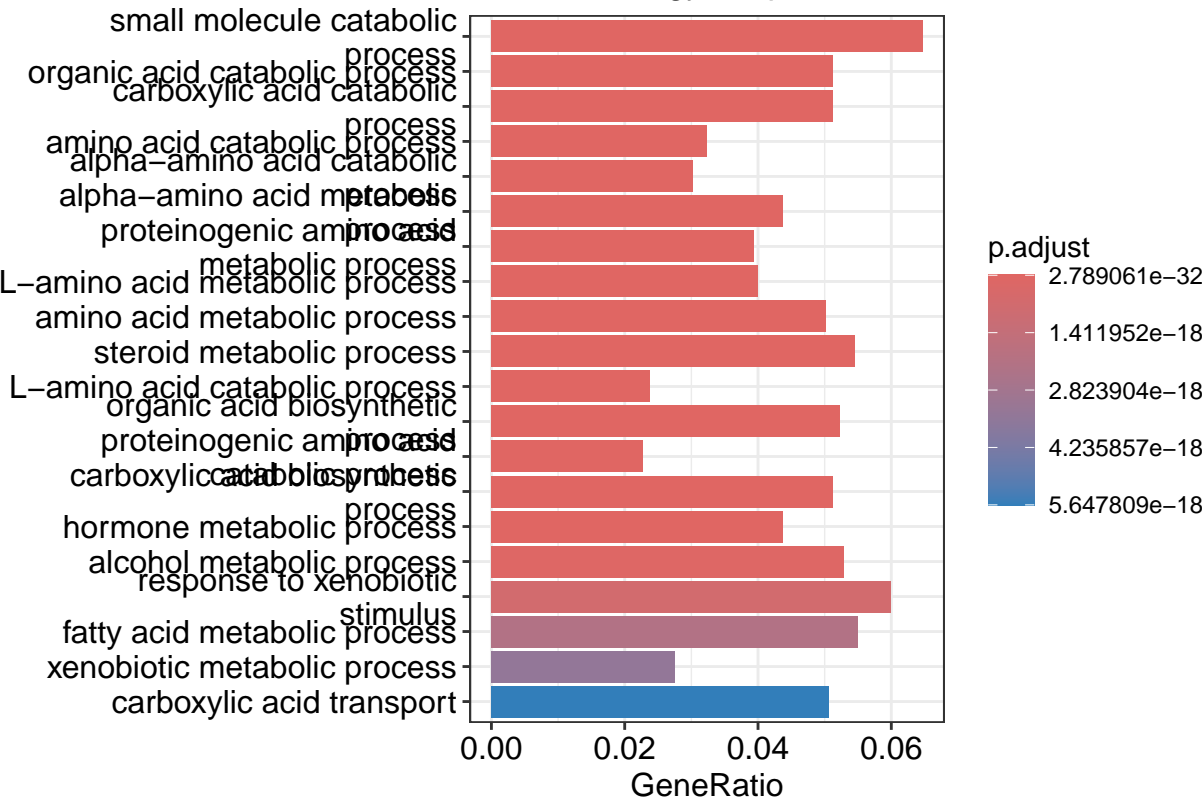 small molecule catabolic
process
organic acid catabolic process
carboxylic acid catabolic
process
amino acid catabolic process
alpha−amino acid catabolic
process
alpha−amino acid metabolic
process
proteinogenic amino acid
metabolic process
L−amino acid metabolic process
amino acid metabolic process
steroid metabolic process
L−amino acid catabolic process
organic acid biosynthetic
process
proteinogenic amino acid
catabolic process
carboxylic acid biosynthetic
process
hormone metabolic process
alcohol metabolic process
response to xenobiotic
stimulus
fatty acid metabolic process
xenobiotic metabolic process
carboxylic acid transport
0.00 0.02 0.04 0.06
GeneRatio
p.adjust
2.789061e−32
1.411952e−18
2.823904e−18
4.235857e−18
5.647809e−18